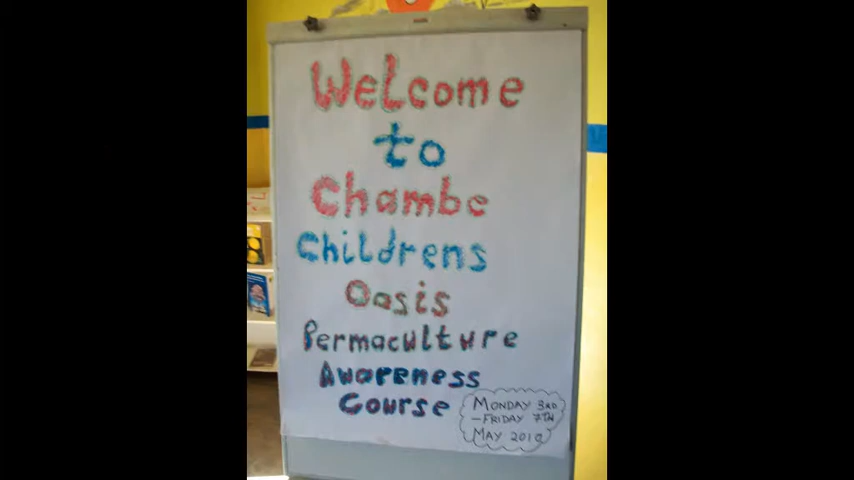 Welcome
to
Chambe
Childrens
Oasis
Permaculture
Awareness
Course
MONDAY 3RD
-FRIDAY 7TH
MAY 2010